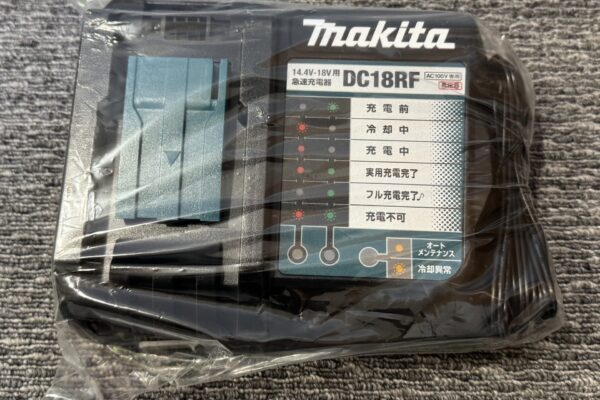 makita
14.4V-18V用
急速充電器
DC18RF
AC100V専用
充電前
冷却中
充電中
実用充電完了
フル充電完了♪
充電不可
オート
メンテナンス
冷却異常